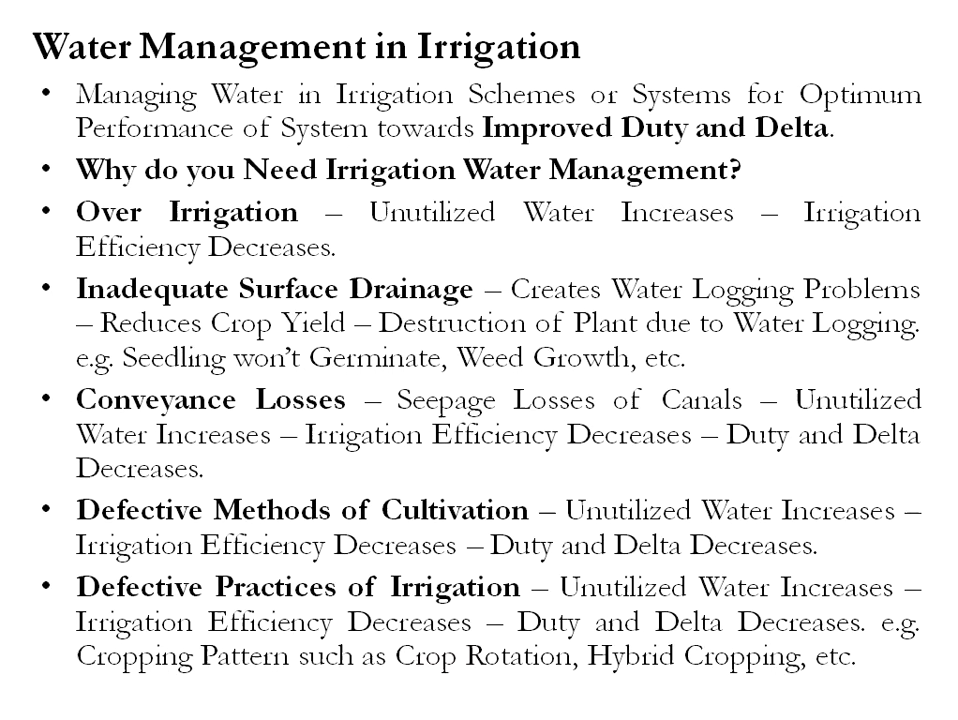 Water Management in Irrigation
• Managing Water in Irrigation Schemes or Systems for Optimum
Performance of System towards Improved Duty and Delta.
• Why do you Need Irrigation Water Management?
• Over Irrigation – Unutilized Water Increases – Irrigation
Efficiency Decreases.
• Inadequate Surface Drainage – Creates Water Logging Problems
– Reduces Crop Yield – Destruction of Plant due to Water Logging.
e.g. Seedling won't Germinate, Weed Growth, etc.
• Conveyance Losses – Seepage Losses of Canals – Unutilized
Water Increases – Irrigation Efficiency Decreases – Duty and Delta
Decreases.
• Defective Methods of Cultivation – Unutilized Water Increases –
Irrigation Efficiency Decreases – Duty and Delta Decreases.
• Defective Practices of Irrigation – Unutilized Water Increases –
Irrigation Efficiency Decreases – Duty and Delta Decreases. e.g.
Cropping Pattern such as Crop Rotation, Hybrid Cropping, etc.